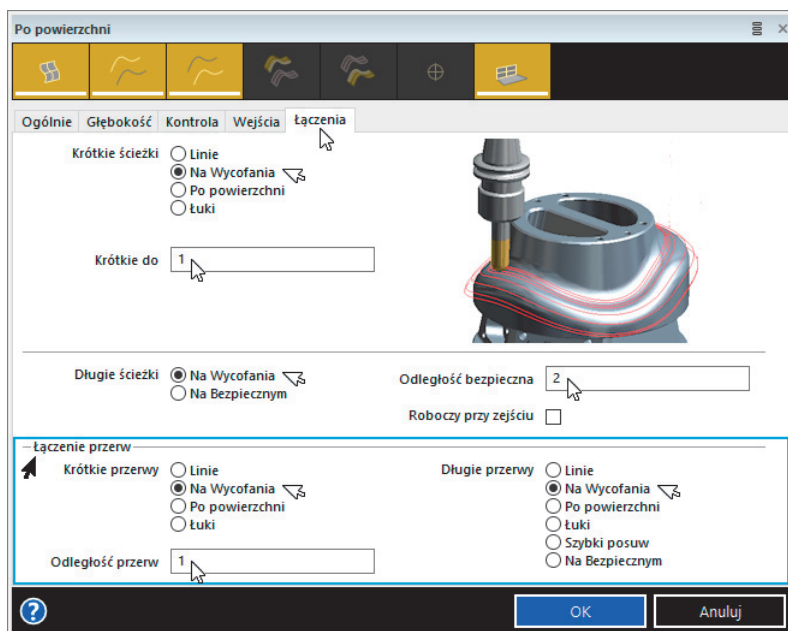 Po powierzchni
Ogólnie Głębokość Kontrola Wejścia Łączenia
Krótkie ścieżki Linie
Na Wycofania
Po powierzchni
Łuki
Krótkie do 1
Długie ścieżki Na Wycofania
Na Bezpiecznym
Odległość bezpieczna 2
Roboczy przy zejściu
Łączenie przerw
Krótkie przerwy Linie
Na Wycofania
Po powierzchni
Łuki
Odległość przerw 1
Długie przerwy Linie
Na Wycofania
Po powierzchni
Łuki
Szybki posuw
Na Bezpiecznym
? OK Anuluj